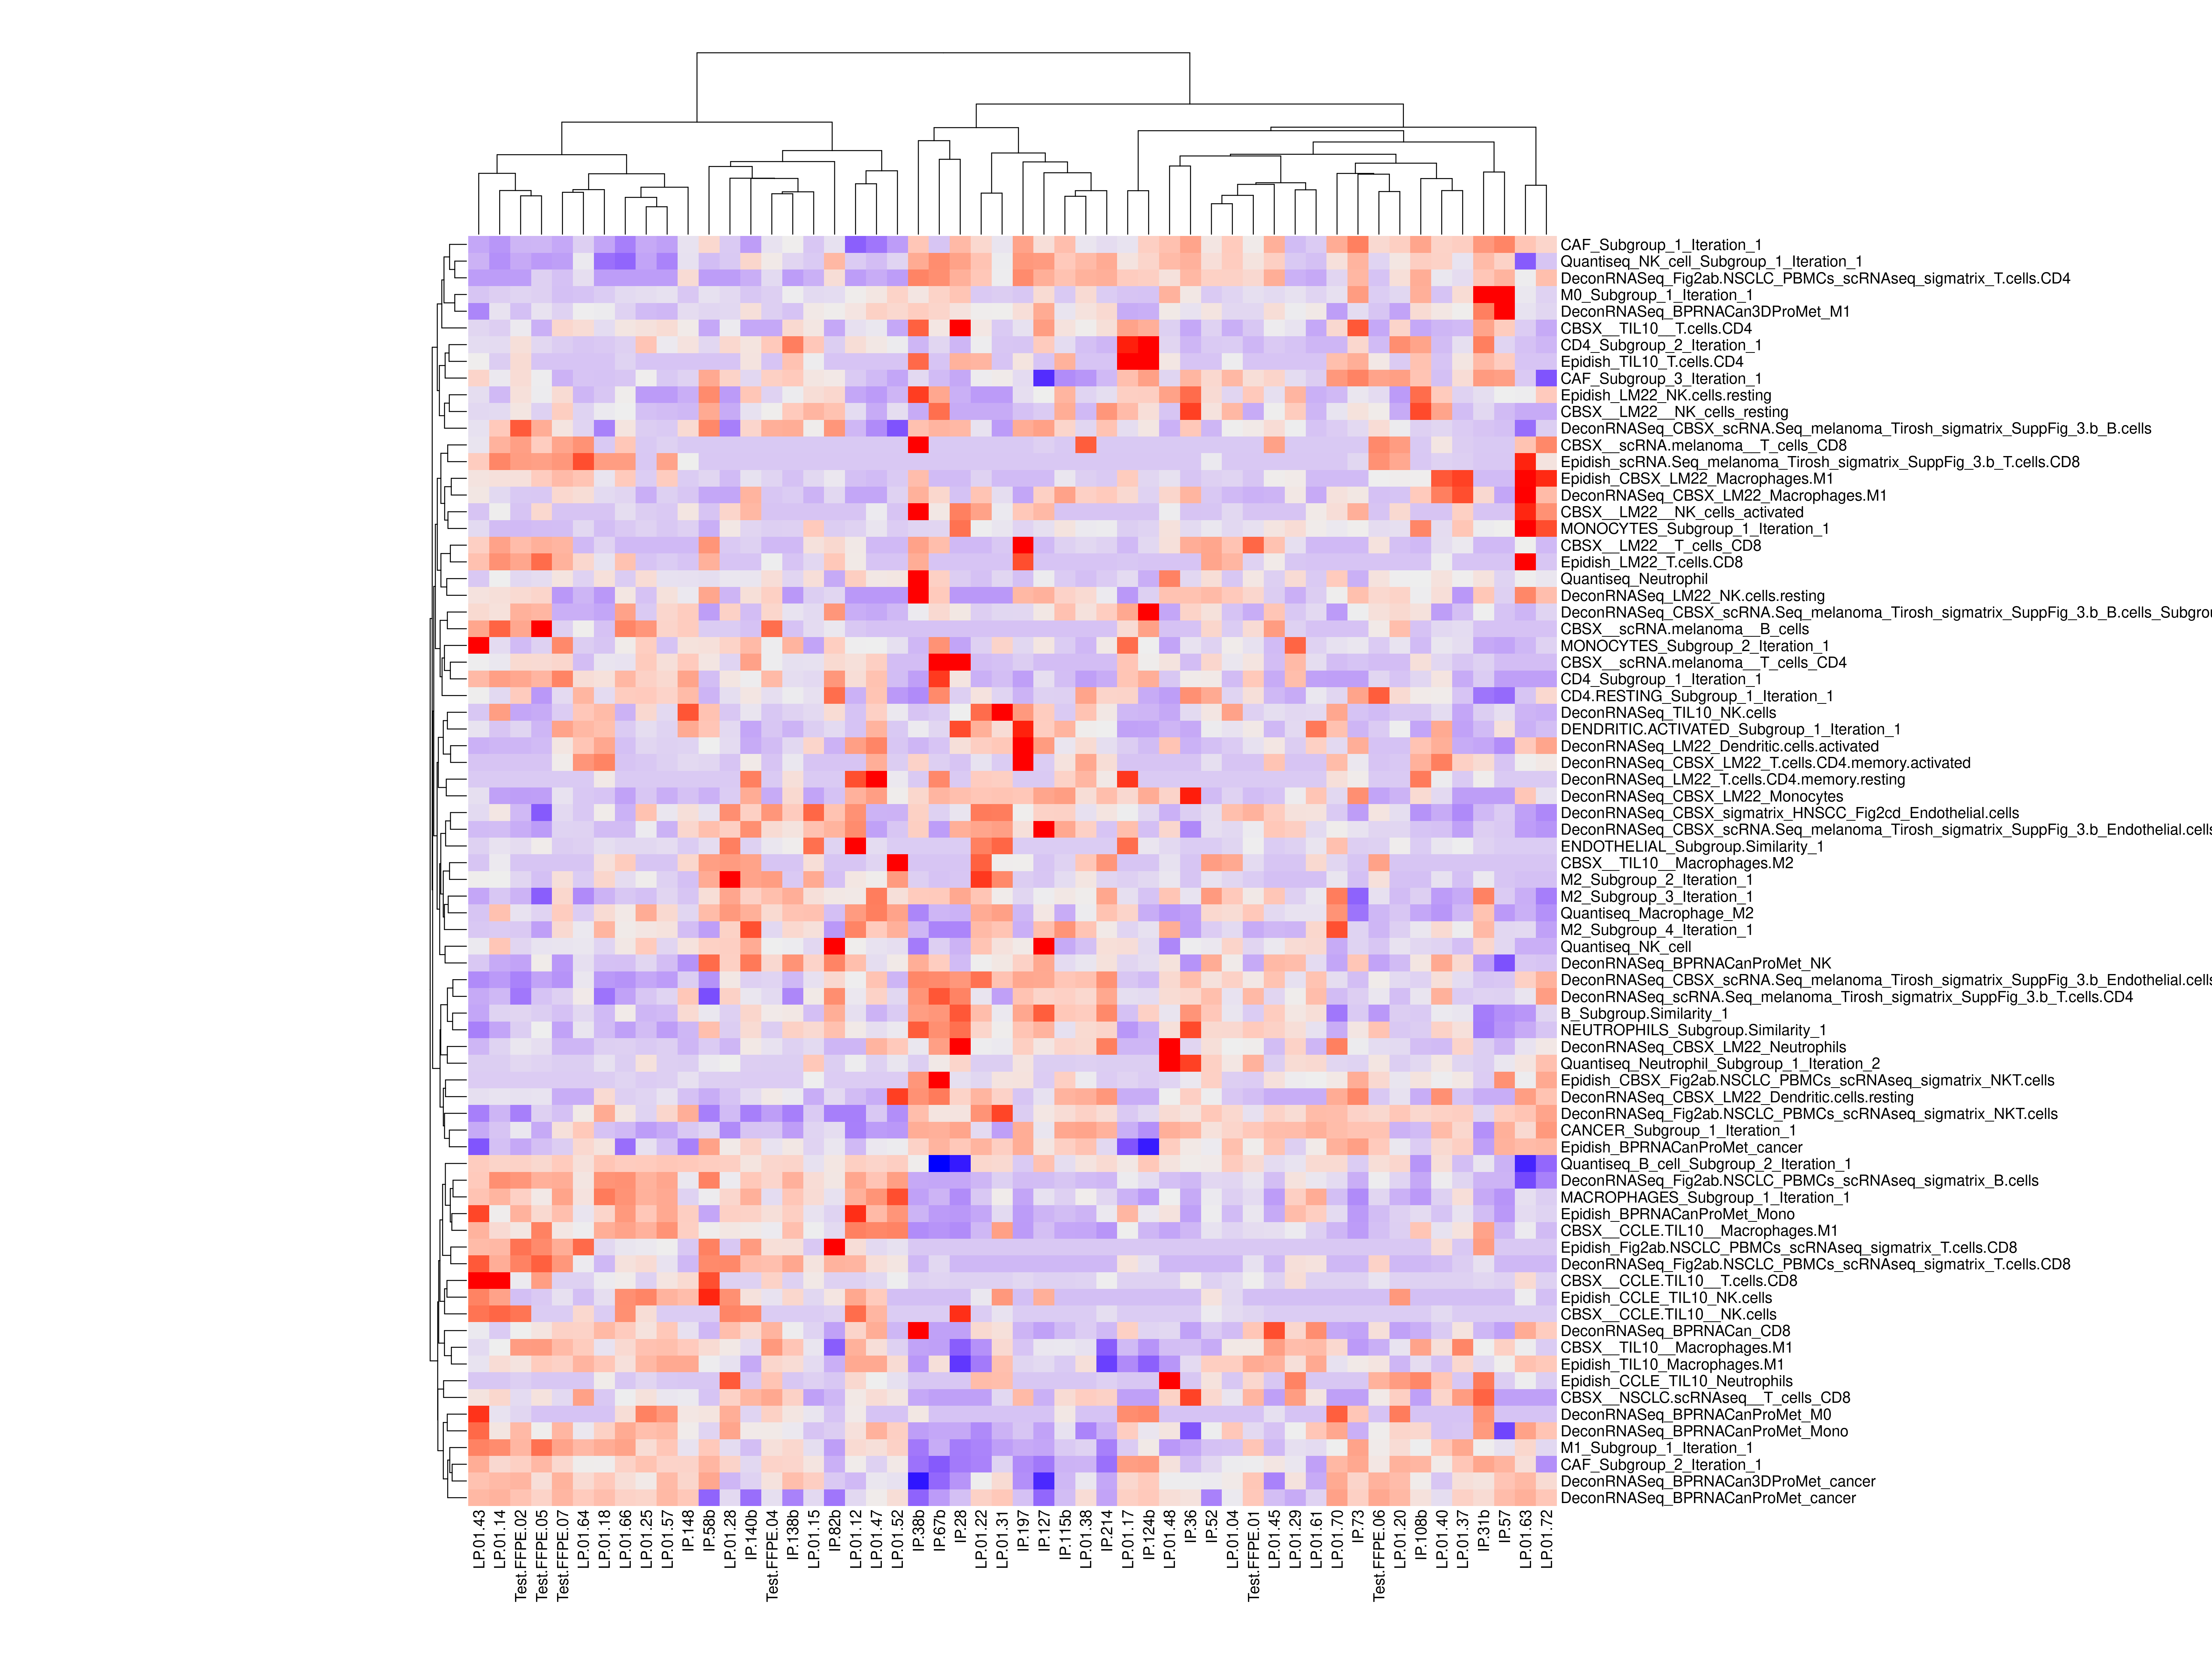 CAF_Subgroup_1_Iteration_1
Quantiseq_NK_cell_Subgroup_1_Iteration_1
DeconRNASeq_Fig2ab.NSCLC_PBMCs_scRNAseq_sigmatrix_T.cells.CD4
M0_Subgroup_1_Iteration_1
DeconRNASeq_BPRNACan3DProMet_M1
CBSX__TIL10__T.cells.CD4
CD4_Subgroup_2_Iteration_1
Epidish_TIL10_T.cells.CD4
CAF_Subgroup_3_Iteration_1
Epidish_LM22_NK.cells.resting
CBSX__LM22__NK_cells_resting
DeconRNASeq_CBSX_scRNA.Seq_melanoma_Tirosh_sigmatrix_SuppFig_3.b_B.cells
CBSX__scRNA.melanoma__T_cells_CD8
Epidish_scRNA.Seq_melanoma_Tirosh_sigmatrix_SuppFig_3.b_T.cells.CD8
Epidish_CBSX_LM22_Macrophages.M1
DeconRNASeq_CBSX_LM22_Macrophages.M1
CBSX__LM22__NK_cells_activated
MONOCYTES_Subgroup_1_Iteration_1
CBSX__LM22__T_cells_CD8
Epidish_LM22_T.cells.CD8
Quantiseq_Neutrophil
DeconRNASeq_LM22_NK.cells.resting
DeconRNASeq_CBSX_scRNA.Seq_melanoma_Tirosh_sigmatrix_SuppFig_3.b_B.cells_Subgrou
CBSX__scRNA.melanoma__B_cells
MONOCYTES_Subgroup_2_Iteration_1
CBSX__scRNA.melanoma__T_cells_CD4
CD4_Subgroup_1_Iteration_1
CD4.RESTING_Subgroup_1_Iteration_1
DeconRNASeq_TIL10_NK.cells
DENDRITIC.ACTIVATED_Subgroup_1_Iteration_1
DeconRNASeq_LM22_Dendritic.cells.activated
DeconRNASeq_CBSX_LM22_T.cells.CD4.memory.activated
DeconRNASeq_LM22_T.cells.CD4.memory.resting
DeconRNASeq_CBSX_LM22_Monocytes
DeconRNASeq_CBSX_sigmatrix_HNSCC_Fig2cd_Endothelial.cells
DeconRNASeq_CBSX_scRNA.Seq_melanoma_Tirosh_sigmatrix_SuppFig_3.b_Endothelial.cells
ENDOTHELIAL_Subgroup.Similarity_1
CBSX__TIL10__Macrophages.M2
M2_Subgroup_2_Iteration_1
M2_Subgroup_3_Iteration_1
Quantiseq_Macrophage_M2
M2_Subgroup_4_Iteration_1
Quantiseq_NK_cell
DeconRNASeq_BPRNACanProMet_NK
DeconRNASeq_CBSX_scRNA.Seq_melanoma_Tirosh_sigmatrix_SuppFig_3.b_Endothelial.cells
DeconRNASeq_scRNA.Seq_melanoma_Tirosh_sigmatrix_SuppFig_3.b_T.cells.CD4
B_Subgroup.Similarity_1
NEUTROPHILS_Subgroup.Similarity_1
DeconRNASeq_CBSX_LM22_Neutrophils
Quantiseq_Neutrophil_Subgroup_1_Iteration_2
Epidish_CBSX_Fig2ab.NSCLC_PBMCs_scRNAseq_sigmatrix_NKT.cells
DeconRNASeq_CBSX_LM22_Dendritic.cells.resting
DeconRNASeq_Fig2ab.NSCLC_PBMCs_scRNAseq_sigmatrix_NKT.cells
CANCER_Subgroup_1_Iteration_1
Epidish_BPRNACanProMet_cancer
Quantiseq_B_cell_Subgroup_2_Iteration_1
DeconRNASeq_Fig2ab.NSCLC_PBMCs_scRNAseq_sigmatrix_B.cells
MACROPHAGES_Subgroup_1_Iteration_1
Epidish_BPRNACanProMet_Mono
CBSX__CCLE.TIL10__Macrophages.M1
Epidish_Fig2ab.NSCLC_PBMCs_scRNAseq_sigmatrix_T.cells.CD8
DeconRNASeq_Fig2ab.NSCLC_PBMCs_scRNAseq_sigmatrix_T.cells.CD8
CBSX__CCLE.TIL10__T.cells.CD8
Epidish_CCLE_TIL10_NK.cells
CBSX__CCLE.TIL10__NK.cells
DeconRNASeq_BPRNACan_CD8
CBSX__TIL10__Macrophages.M1
Epidish_TIL10_Macrophages.M1
Epidish_CCLE_TIL10_Neutrophils
CBSX__NSCLC.scRNAseq__T_cells_CD8
DeconRNASeq_BPRNACanProMet_M0
DeconRNASeq_BPRNACanProMet_Mono
M1_Subgroup_1_Iteration_1
CAF_Subgroup_2_Iteration_1
DeconRNASeq_BPRNACan3DProMet_cancer
DeconRNASeq_BPRNACanProMet_cancer
LP.01.43
LP.01.14
Test.FFPE.02
Test.FFPE.05
Test.FFPE.07
LP.01.64
LP.01.18
LP.01.66
LP.01.25
LP.01.57
IP.148
IP.58b
LP.01.28
IP.140b
Test.FFPE.04
IP.138b
LP.01.15
IP.82b
LP.01.12
LP.01.47
LP.01.52
IP.38b
IP.67b
IP.28
LP.01.22
LP.01.31
IP.197
IP.127
IP.115b
LP.01.38
IP.214
LP.01.17
IP.124b
LP.01.48
IP.36
IP.52
LP.01.04
Test.FFPE.01
LP.01.45
LP.01.29
LP.01.61
LP.01.70
IP.73
Test.FFPE.06
LP.01.20
IP.108b
LP.01.40
LP.01.37
IP.31b
IP.57
LP.01.63
LP.01.72